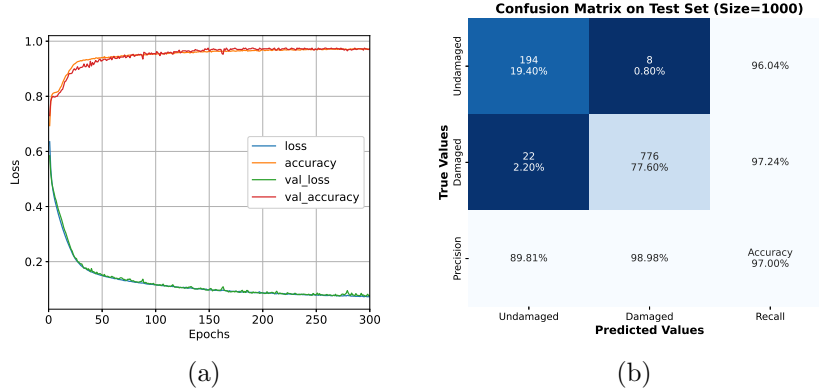 1.0
0.8
0.6
0.4
0.2
0
50
100
150
200
250
300
Loss
Epochs
loss
accuracy
val_loss
val_accuracy
(a)
Confusion Matrix on Test Set (Size=1000)
True Values
Undamaged
194
19.40%
8
0.80%
96.04%
Damaged
22
2.20%
776
77.60%
97.24%
Precision
89.81%
98.98%
Accuracy
97.00%
Undamaged
Damaged
Recall
Predicted Values
(b)